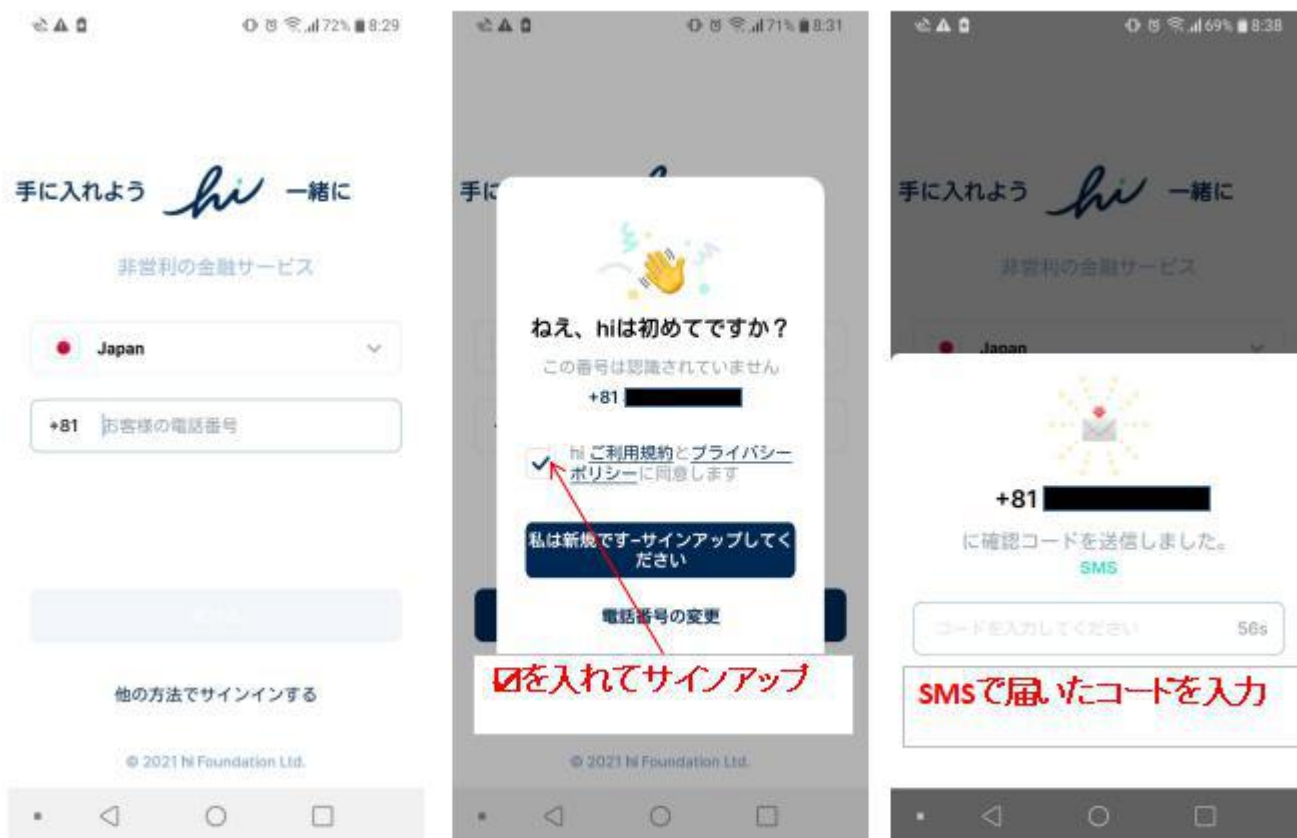 72% 8:29
手に入れよう hi 一緒に
非営利の金融サービス
Japan
+81 お客様の電話番号
他の方法でサインインする
© 2021 hi Foundation Ltd.
71% 8:31
手に
ねえ、hiは初めてですか？
この番号は認識されていません
+81
hi ご利用規約とプライバシー
ポリシーに同意します
私は新規です-サインアップしてく
ださい
電話番号の変更
☑を入れてサインアップ
© 2021 hi Foundation Ltd.
69% 8:38
手に入れよう hi 一緒に
非営利の金融サービス
Japan
+81
に確認コードを送信しました。
SMS
コードを入力してください 56s
SMSで届いたコードを入力